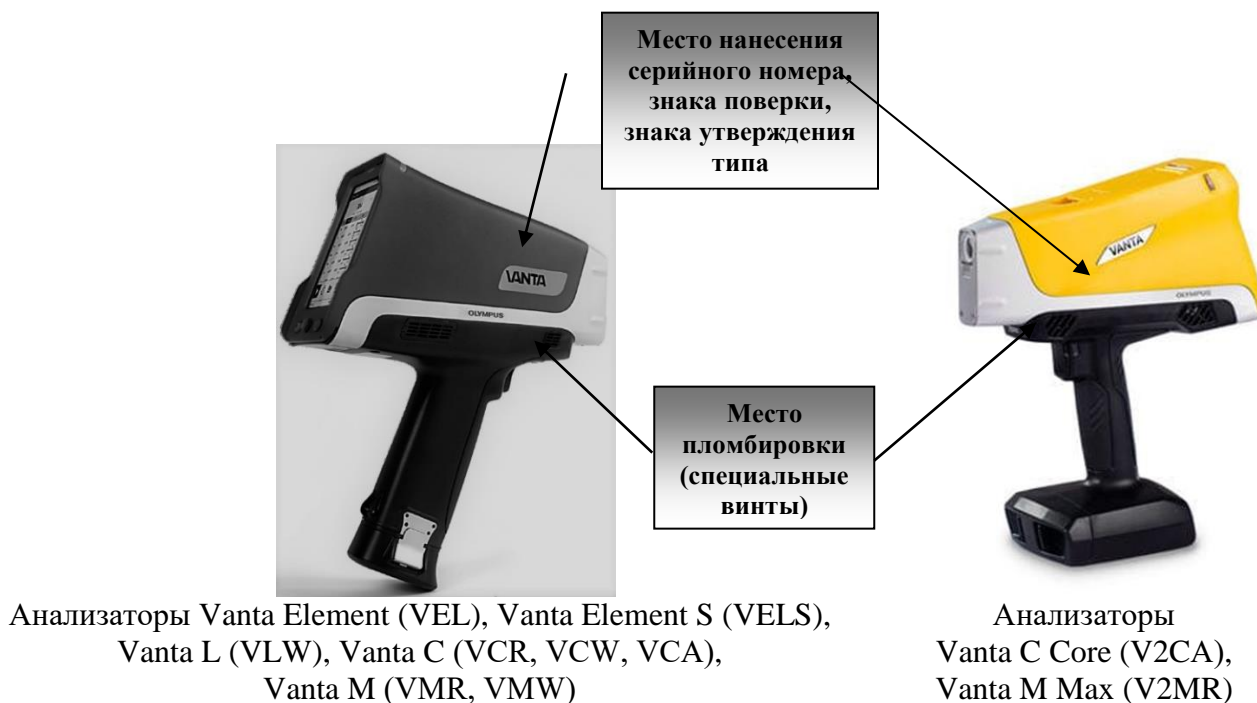 Место нанесения
серийного номера,
знака поверки,
знака утверждения
типа
VANTA
OLYMPUS
VANTA
OLYMPUS
Место
пломбировки
(специальные
винты)
Анализаторы Vanta Element (VEL), Vanta Element S (VELS),
Vanta L (VLW), Vanta C (VCR, VCW, VCA),
Vanta M (VMR, VMW)
Анализаторы
Vanta C Core (V2CA),
Vanta M Max (V2MR)